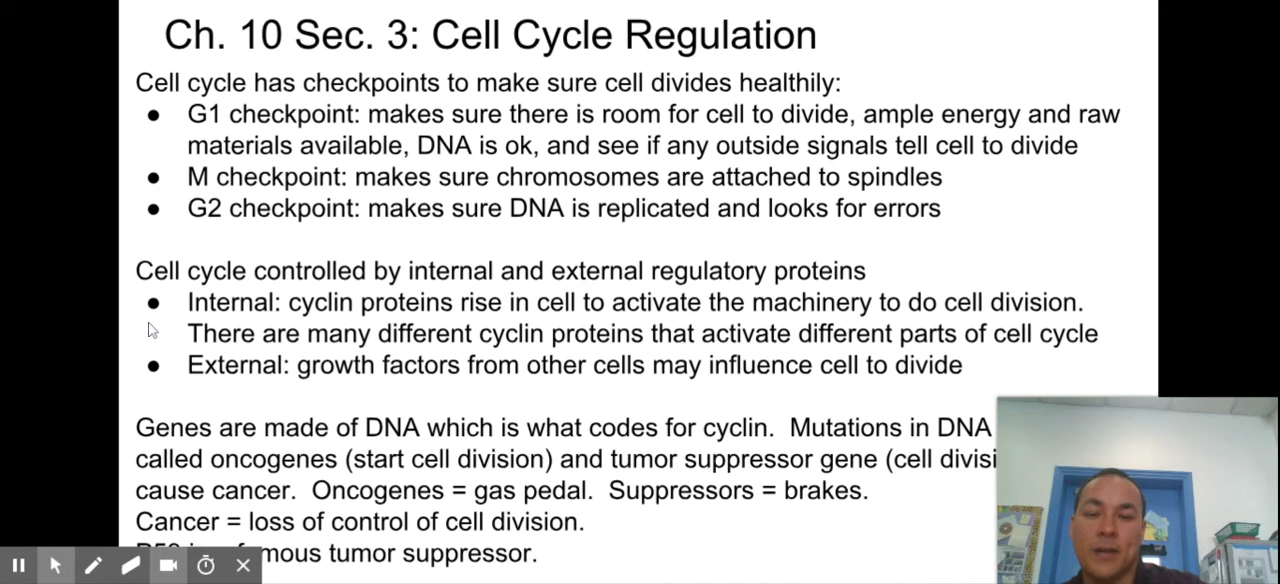 Ch. 10 Sec. 3: Cell Cycle Regulation
Cell cycle has checkpoints to make sure cell divides healthily:
● G1 checkpoint: makes sure there is room for cell to divide, ample energy and raw
materials available, DNA is ok, and see if any outside signals tell cell to divide
● M checkpoint: makes sure chromosomes are attached to spindles
● G2 checkpoint: makes sure DNA is replicated and looks for errors
Cell cycle controlled by internal and external regulatory proteins
● Internal: cyclin proteins rise in cell to activate the machinery to do cell division.
There are many different cyclin proteins that activate different parts of cell cycle
● External: growth factors from other cells may influence cell to divide
Genes are made of DNA which is what codes for cyclin. Mutations in DNA
called oncogenes (start cell division) and tumor suppressor gene (cell
cause cancer. Oncogenes = gas pedal. Suppressors = brakes.
Cancer = loss of control of cell division.
tumor suppressor.